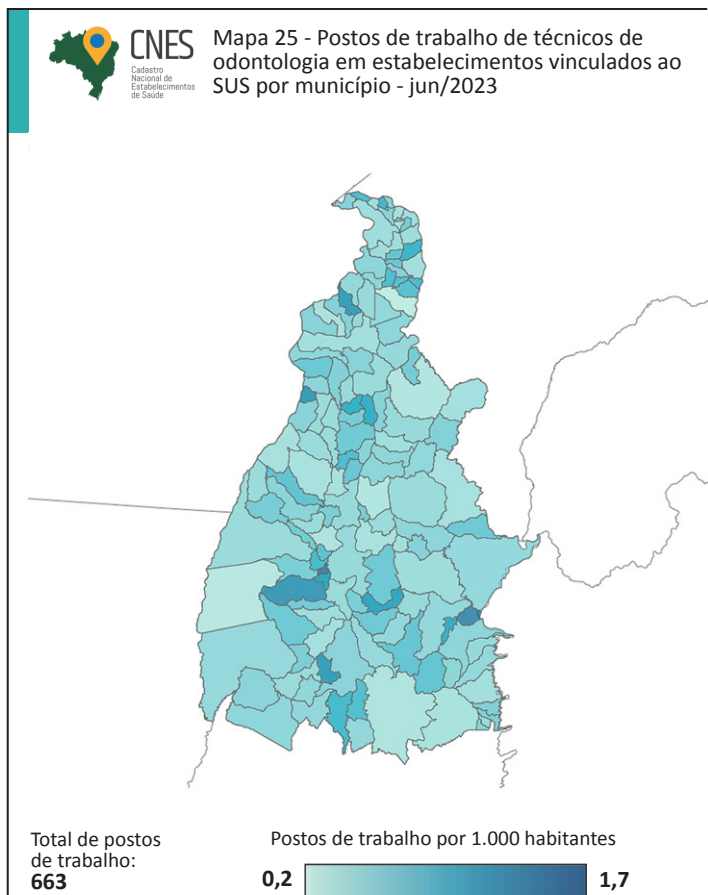 CNES
Cadastro
Nacional de
Estabelecimentos
de Saúde
Mapa 25 - Postos de trabalho de técnicos de
odontologia em estabelecimentos vinculados ao
SUS por município - jun/2023
Total de postos
de trabalho:
663
Postos de trabalho por 1.000 habitantes
0,2
1,7